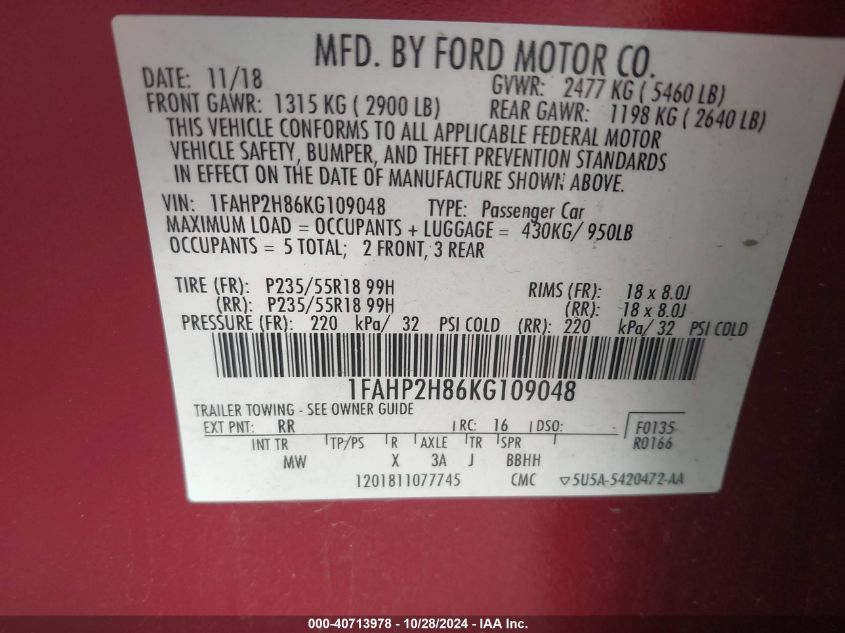 MFD. BY FORD MOTOR CO.
DATE: 11/18 GVWR: 2477 KG ( 5460 LB)
FRONT GAWR: 1315 KG ( 2900 LB) REAR GAWR: 1198 KG ( 2640 LB)
THIS VEHICLE CONFORMS TO ALL APPLICABLE FEDERAL MOTOR
VEHICLE SAFETY, BUMPER, AND THEFT PREVENTION STANDARDS
IN EFFECT ON THE DATE OF MANUFACTURE SHOWN ABOVE.
VIN: 1FAHP2H86KG109048 TYPE: Passenger Car
MAXIMUM LOAD = OCCUPANTS + LUGGAGE = 430KG/ 950LB
OCCUPANTS = 5 TOTAL; 2 FRONT, 3 REAR
TIRE (FR): P235/55R18 99H RIMS (FR): 18 x 8.0J
(RR): P235/55R18 99H (RR): 18 x 8.0J
PRESSURE (FR): 220 kPa/ 32 PSI COLD (RR): 220 kPa/ 32 PSI COLD
1FAHP2H86KG109048
TRAILER TOWING - SEE OWNER GUIDE
EXT PNT: RR RC: 16 DSO: F0135
R0166
INT TR TP/PS R AXLE TR SPR
MW X 3A J BBHH
1201811077745 CMC ▽5U5A-5420472-AA
000-40713978 - 10/28/2024 - IAA Inc.